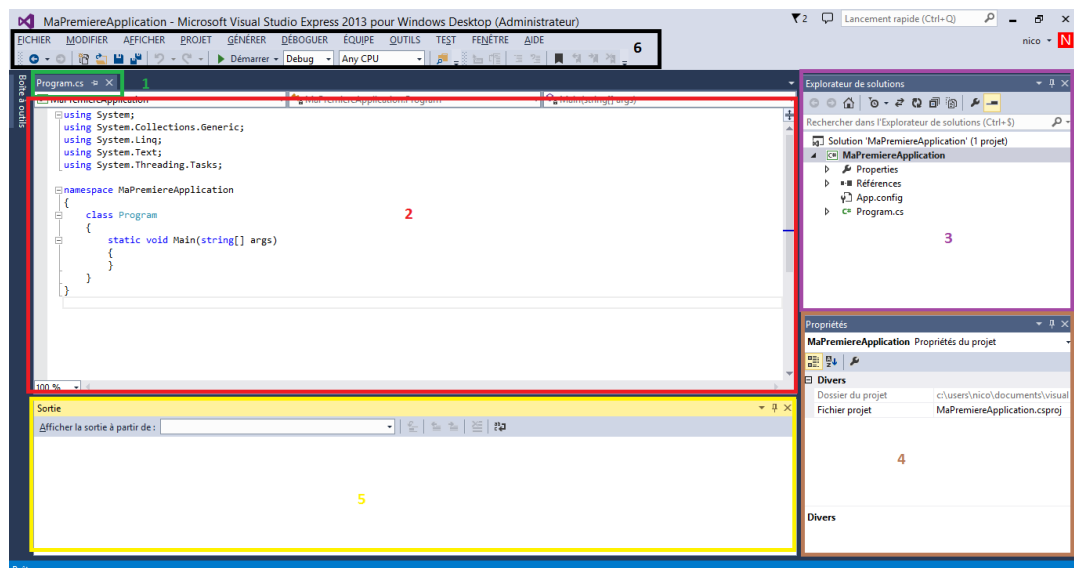 MaPremiereApplication - Microsoft Visual Studio Express 2013 pour Windows Desktop (Administrateur)
2
Lancement rapide (Ctrl+Q)
FICHIER MODIFIER AFFICHER PROJET GÉNÉRER DÉBOGUER ÉQUIPE OUTILS TEST FENÊTRE AIDE
6
nico N
Démarrer Debug Any CPU
Boîte à outils
Program.cs
1
MaPremiereApplication MaPremiereApplication.Program Main(string[] args)
using System;
using System.Collections.Generic;
using System.Linq;
using System.Text;
using System.Threading.Tasks;
namespace MaPremiereApplication
{
class Program
{
static void Main(string[] args)
{
}
}
}
2
100 %
Explorateur de solutions
Rechercher dans l'Explorateur de solutions (Ctrl+$)
Solution 'MaPremiereApplication' (1 projet)
C# MaPremiereApplication
Properties
Références
App.config
C# Program.cs
3
Propriétés
MaPremiereApplication Propriétés du projet
Divers
Dossier du projet c:\users\nico\documents\visual
Fichier projet MaPremiereApplication.csproj
4
Divers
Sortie
Afficher la sortie à partir de :
5